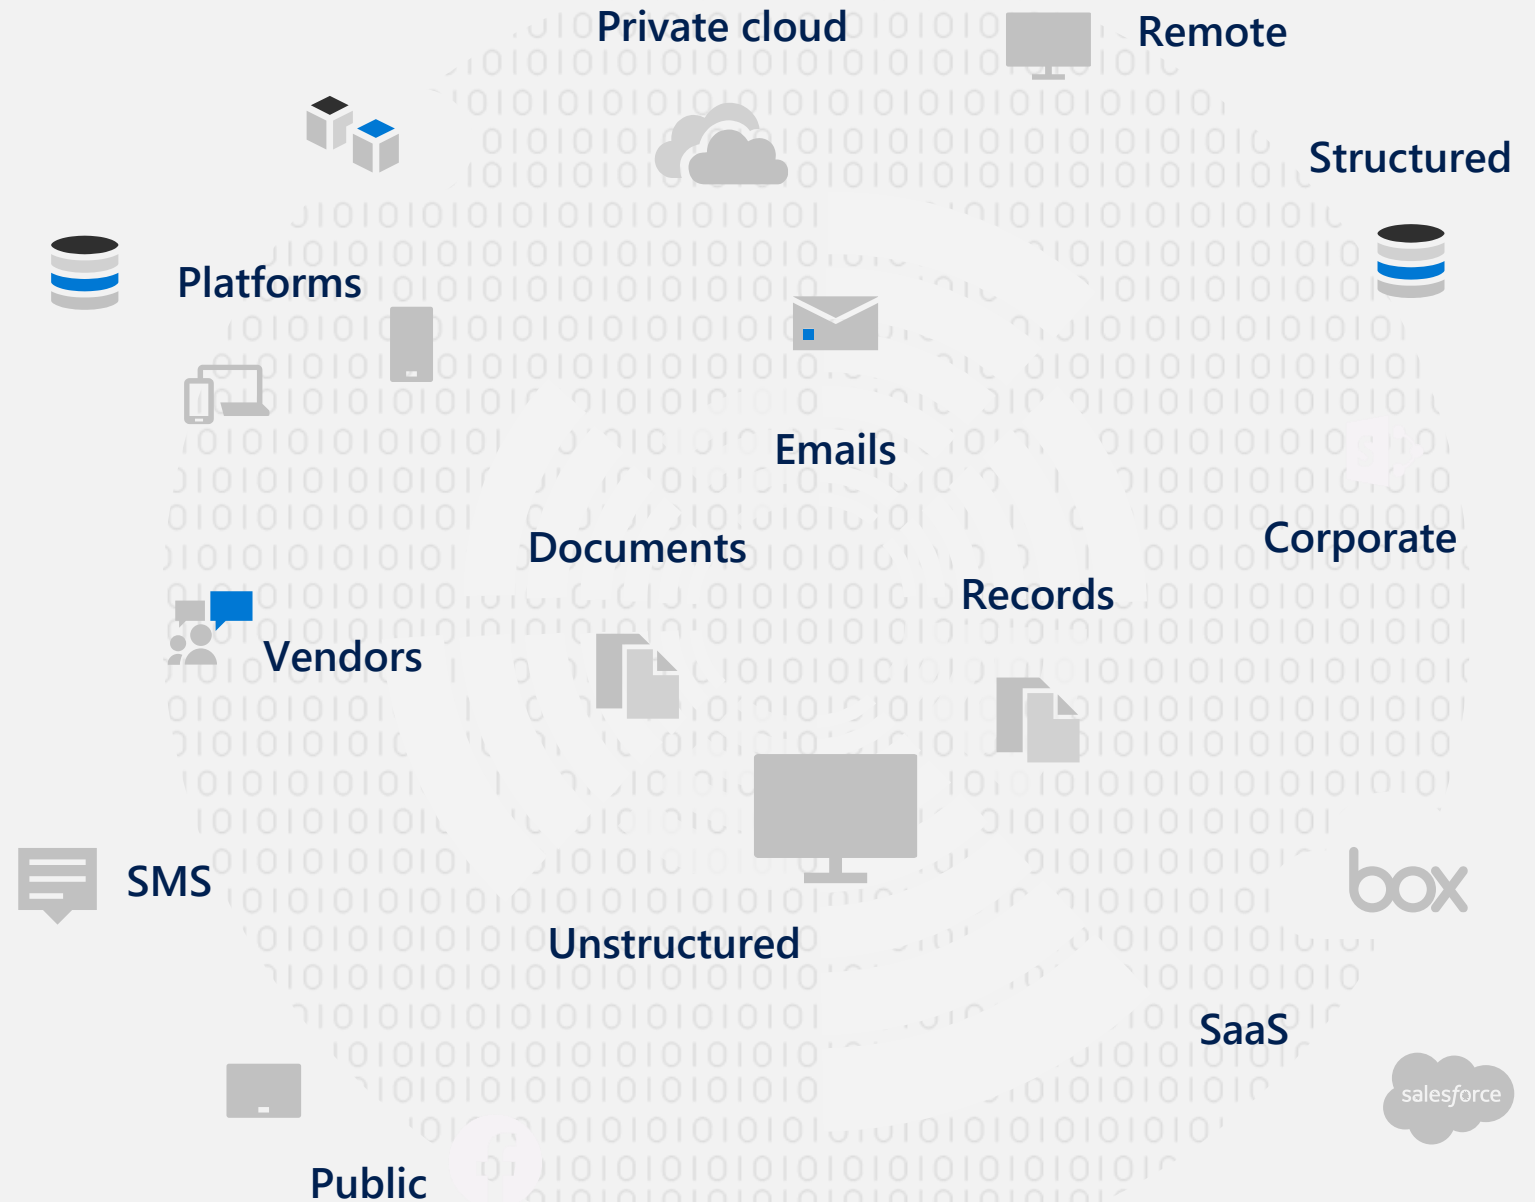 Private cloud
Remote
Structured
Platforms
Emails
Corporate
Documents
Records
Vendors
SMS
box
Unstructured
SaaS
salesforce
Public